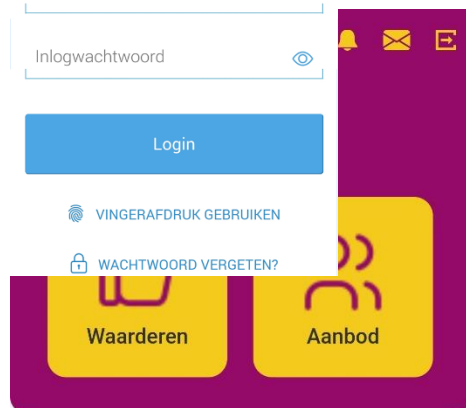 Inlogwachtwoord
Login
VINGERAFDRUK GEBRUIKEN
WACHTWOORD VERGETEN?
Waarderen
Aanbod